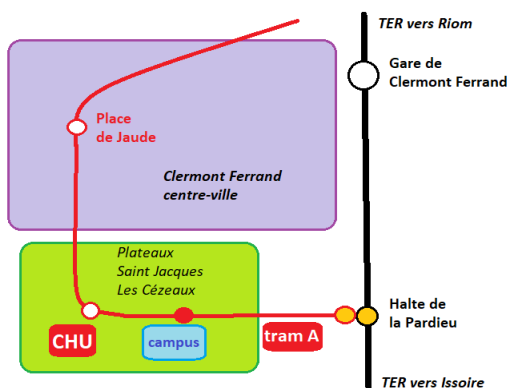 TER vers Riom
Gare de
Clermont Ferrand
Place
de Jaude
Clermont Ferrand
centre-ville
Plateaux
Saint Jacques
Les Cézeaux
Halte de
la Pardieu
CHU
campus
tram A
TER vers Issoire